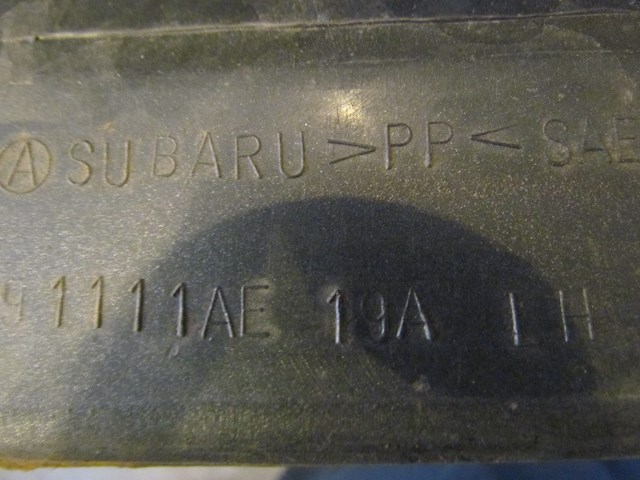 Ⓐ SUBARU >PP< SAE
91111AE 19A LH